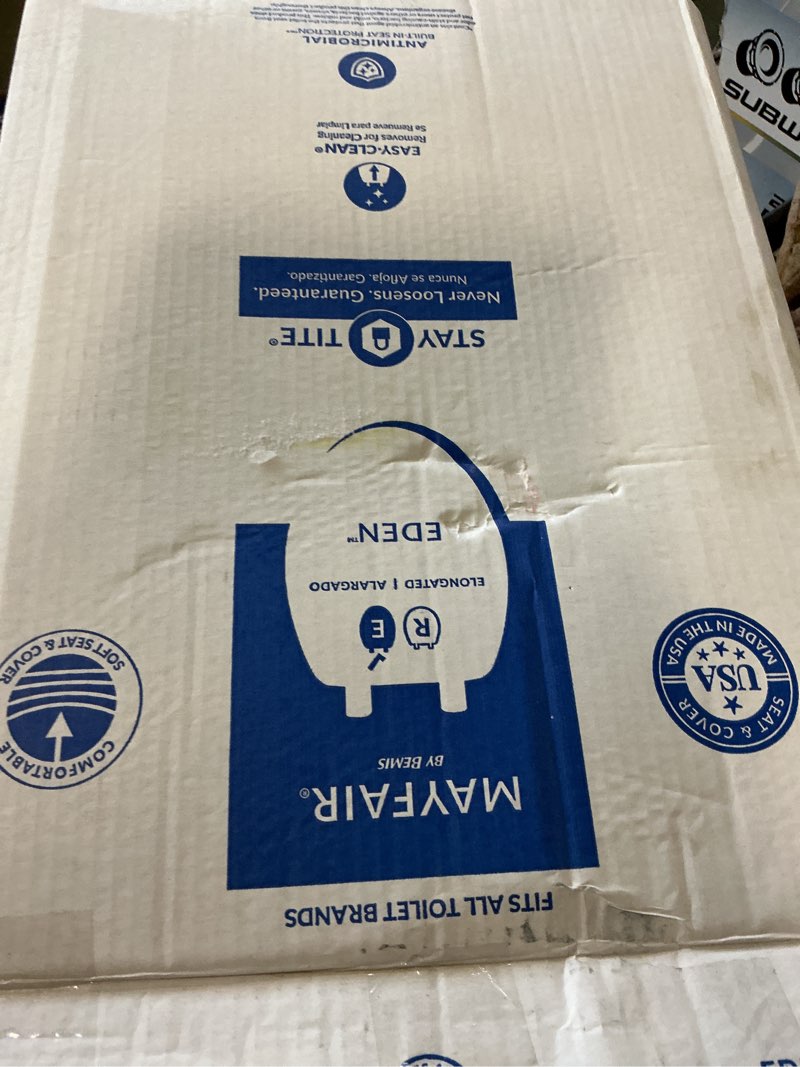 FITS ALL TOILET BRANDS
MAYFAIR®
BY BEMIS
R E
ELONGATED | ALARGADO
EDEN™
SEAT & COVER
USA
MADE IN THE USA
COMFORTABLE
SOFT SEAT & COVER
STAY TITE®
Never Loosens. Guaranteed.
Nunca se Afloja. Garantizado.
EASY•CLEAN®
Removes for Cleaning
Se Remueve para Limpiar
ANTIMICROBIAL
BUILT-IN SEAT PROTECTION™*
SUBW